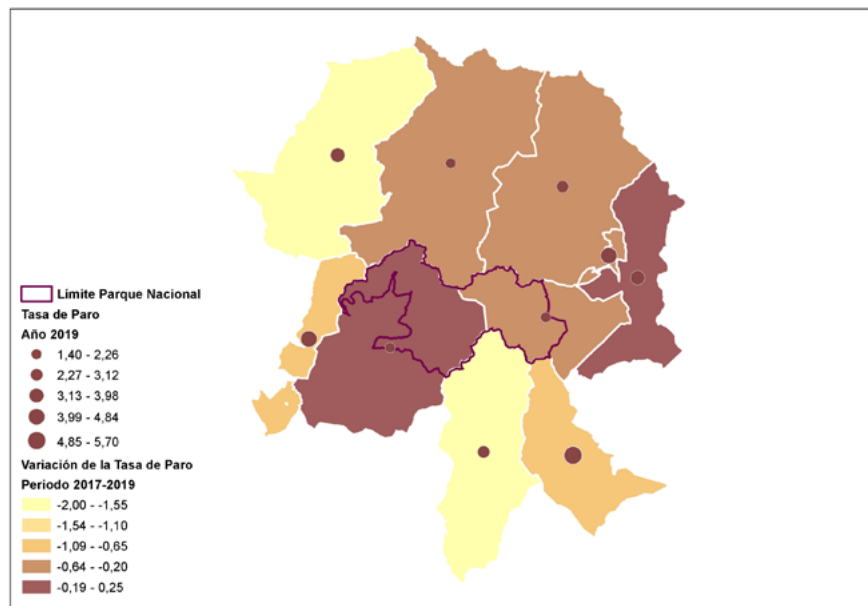 Límite Parque Nacional
Tasa de Paro
Año 2019
1,40 - 2,26
2,27 - 3,12
3,13 - 3,98
3,99 - 4,84
4,85 - 5,70
Variación de la Tasa de Paro
Periodo 2017-2019
-2,00 - -1,55
-1,54 - -1,10
-1,09 - -0,65
-0,64 - -0,20
-0,19 - 0,25